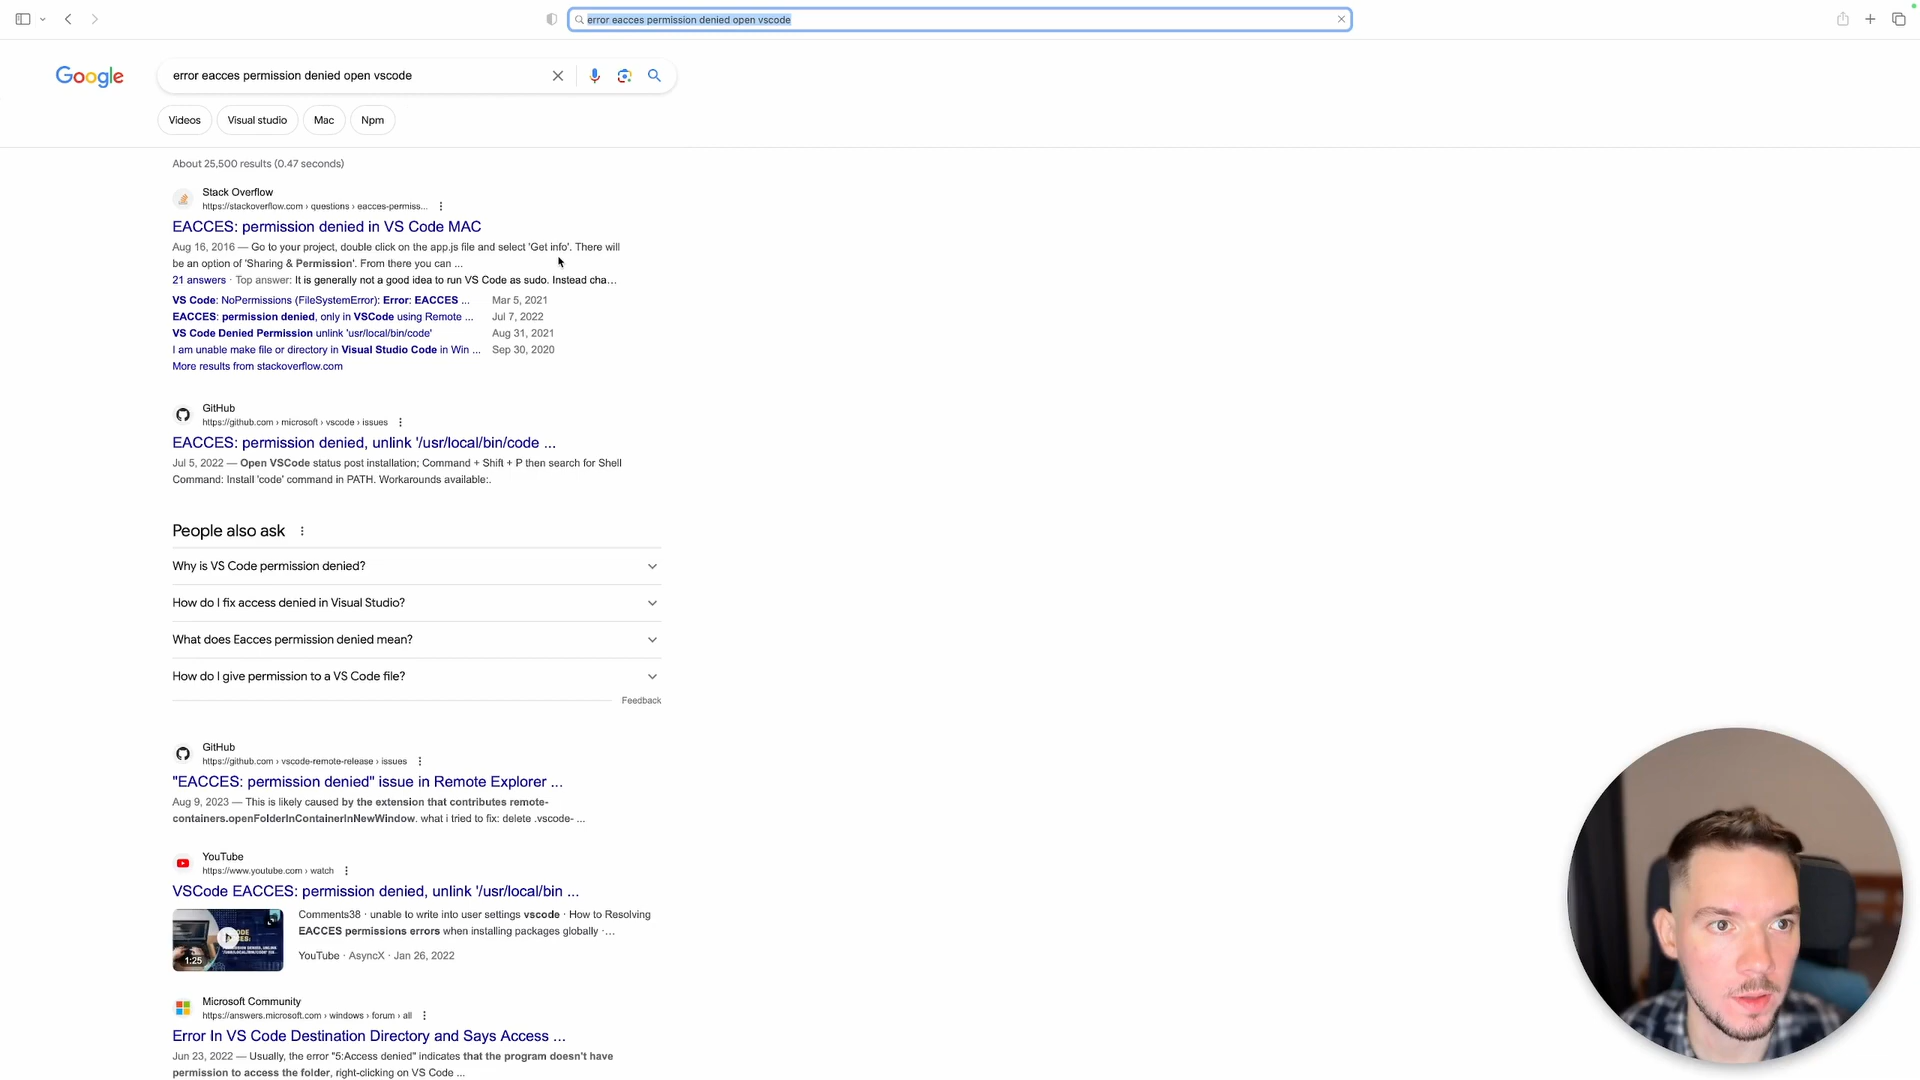 error eacces permission denied open vscode
Google
error eacces permission denied open vscode
Videos
Visual studio
Mac
Npm
About 25,500 results (0.47 seconds)
Stack Overflow
https://stackoverflow.com › questions › eacces-permiss...
EACCES: permission denied in VS Code MAC
Aug 16, 2016 — Go to your project, double click on the app.js file and select 'Get info'. There will
be an option of 'Sharing & Permission'. From there you can ...
21 answers · Top answer: It is generally not a good idea to run VS Code as sudo. Instead cha...
VS Code: NoPermissions (FileSystemError): Error: EACCES ... Mar 5, 2021
EACCES: permission denied, only in VSCode using Remote ... Jul 7, 2022
VS Code Denied Permission unlink 'usr/local/bin/code' Aug 31, 2021
I am unable make file or directory in Visual Studio Code in Win ... Sep 30, 2020
More results from stackoverflow.com
GitHub
https://github.com › microsoft › vscode › issues
EACCES: permission denied, unlink '/usr/local/bin/code ...
Jul 5, 2022 — Open VSCode status post installation; Command + Shift + P then search for Shell
Command: Install 'code' command in PATH. Workarounds available:.
People also ask
Why is VS Code permission denied?
How do I fix access denied in Visual Studio?
What does Eacces permission denied mean?
How do I give permission to a VS Code file?
Feedback
GitHub
https://github.com › vscode-remote-release › issues
"EACCES: permission denied" issue in Remote Explorer ...
Aug 9, 2023 — This is likely caused by the extension that contributes remote-
containers.openFolderInContainerInNewWindow. what i tried to fix: delete .vscode- ...
YouTube
https://www.youtube.com › watch
VSCode EACCES: permission denied, unlink '/usr/local/bin ...
Comments38 · unable to write into user settings vscode · How to Resolving
EACCES permissions errors when installing packages globally ·...
1:25
YouTube · AsyncX · Jan 26, 2022
Microsoft Community
https://answers.microsoft.com › windows › forum › all
Error In VS Code Destination Directory and Says Access ...
Jun 23, 2022 — Usually, the error "5:Access denied" indicates that the program doesn't have
permission to access the folder, right-clicking on VS Code ...